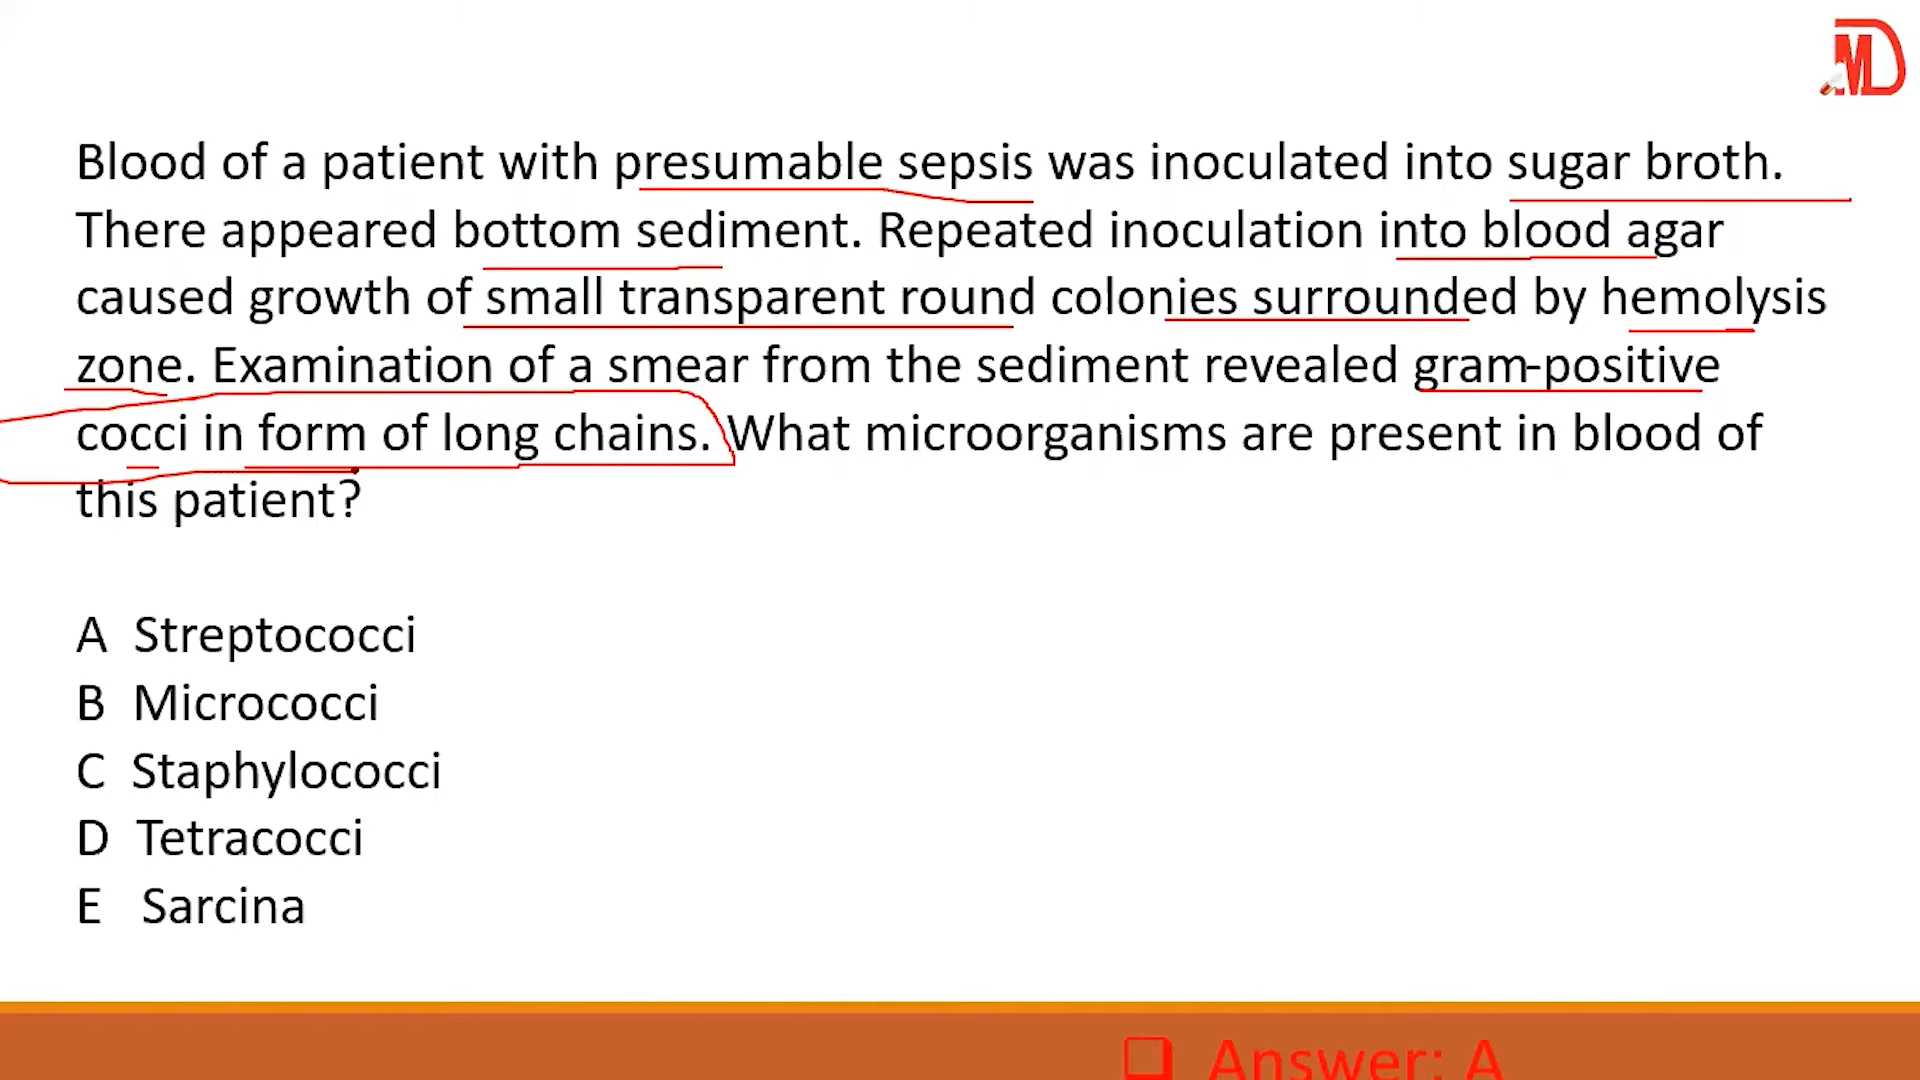 MD
Blood of a patient with presumable sepsis was inoculated into sugar broth.
There appeared bottom sediment. Repeated inoculation into blood agar
caused growth of small transparent round colonies surrounded by hemolysis
zone. Examination of a smear from the sediment revealed gram-positive
cocci in form of long chains. What microorganisms are present in blood of
this patient?
A Streptococci
B Micrococci
C Staphylococci
D Tetracocci
E Sarcina
Answer: A